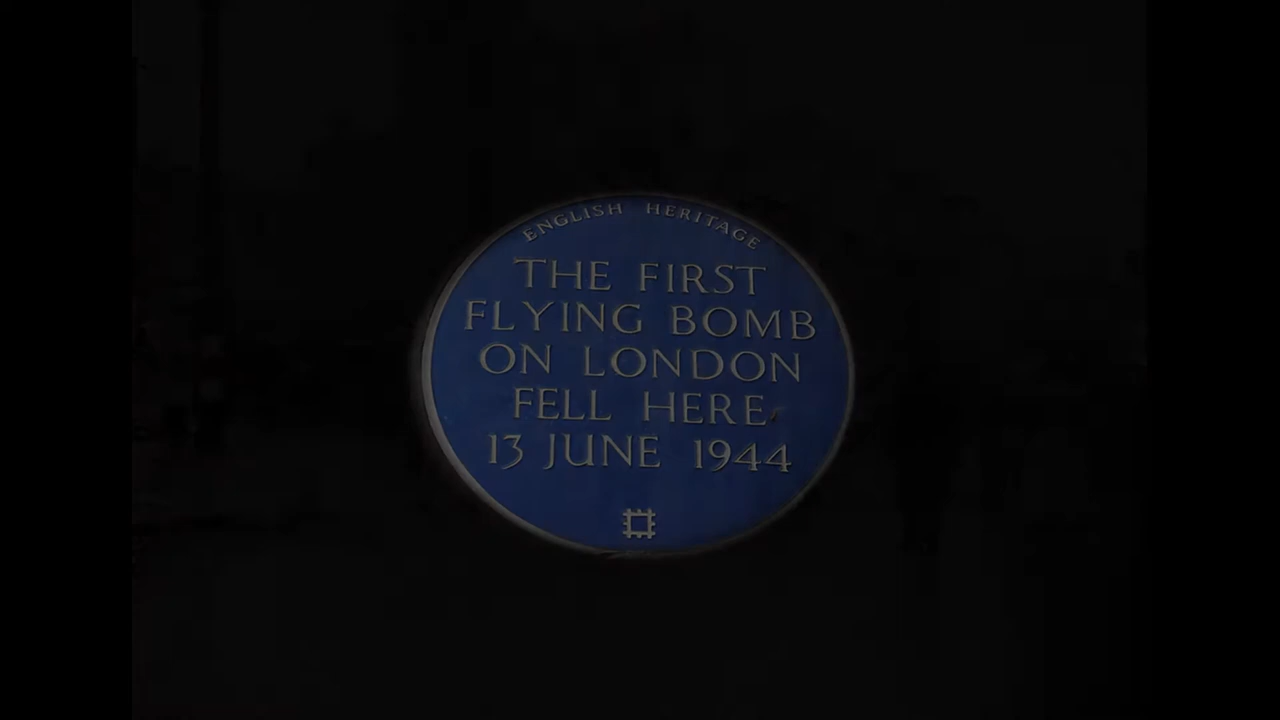 ENGLISH HERITAGE
THE FIRST
FLYING BOMB
ON LONDON
FELL HERE
13 JUNE 1944